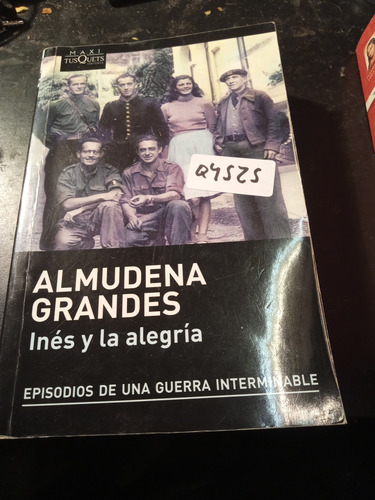 MAXI
TUSQUETS
Q4525
ALMUDENA
GRANDES
Inés y la alegría
EPISODIOS DE UNA GUERRA INTERMINABLE